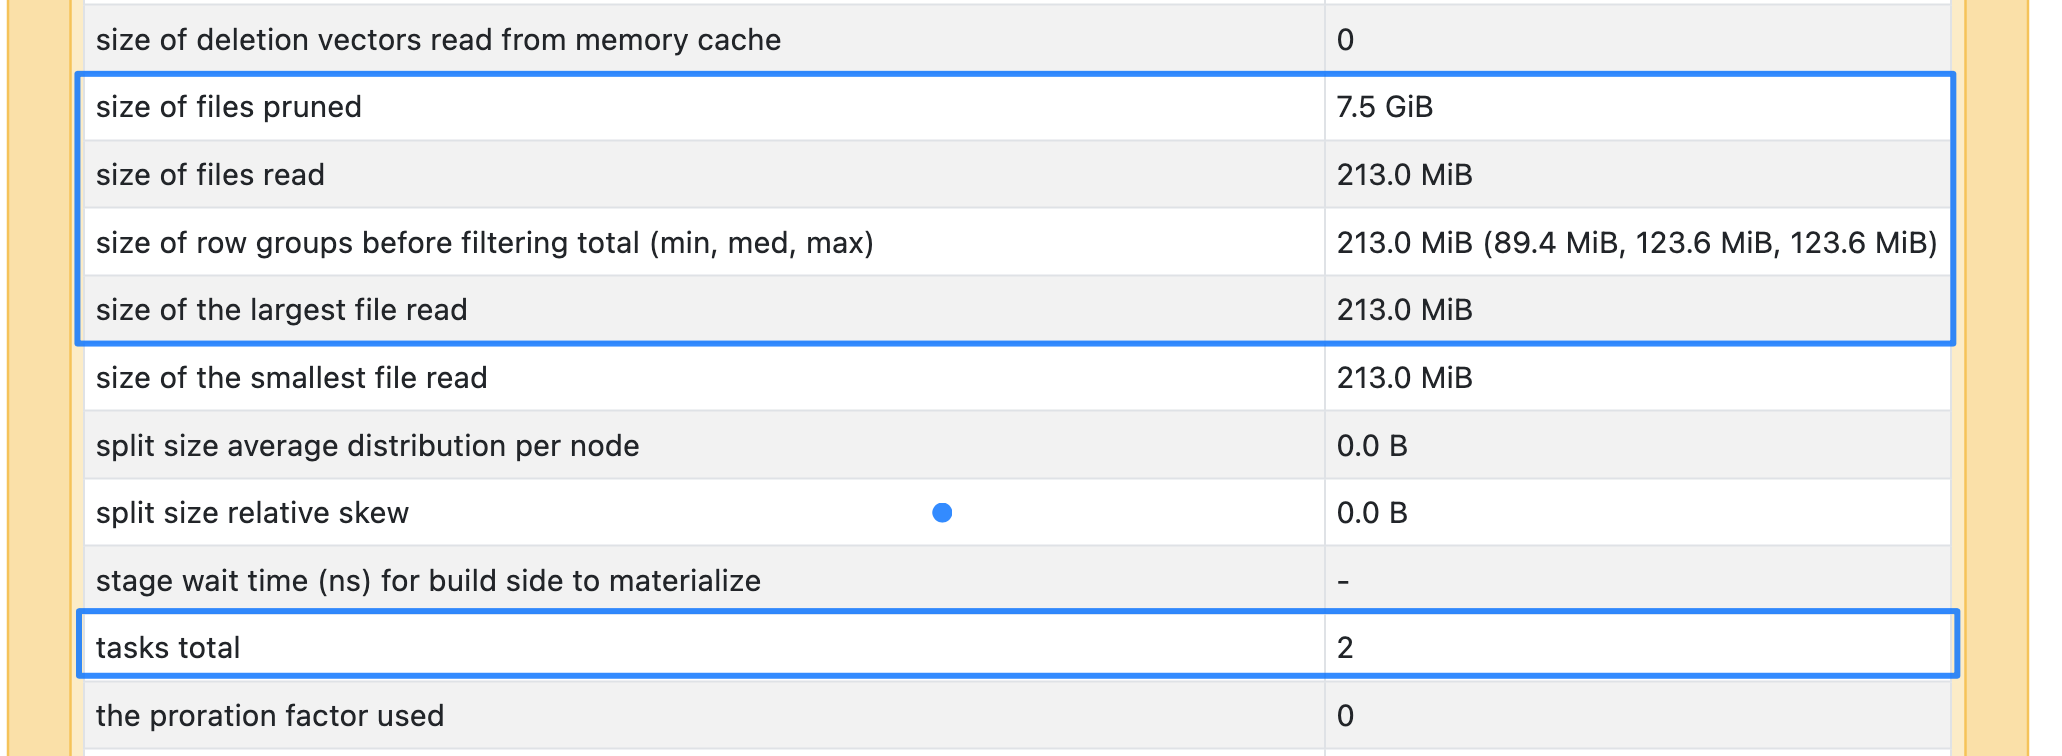 size of deletion vectors read from memory cache 0
size of files pruned 7.5 GiB
size of files read 213.0 MiB
size of row groups before filtering total (min, med, max) 213.0 MiB (89.4 MiB, 123.6 MiB, 123.6 MiB)
size of the largest file read 213.0 MiB
size of the smallest file read 213.0 MiB
split size average distribution per node 0.0 B
split size relative skew 0.0 B
stage wait time (ns) for build side to materialize -
tasks total 2
the proration factor used 0